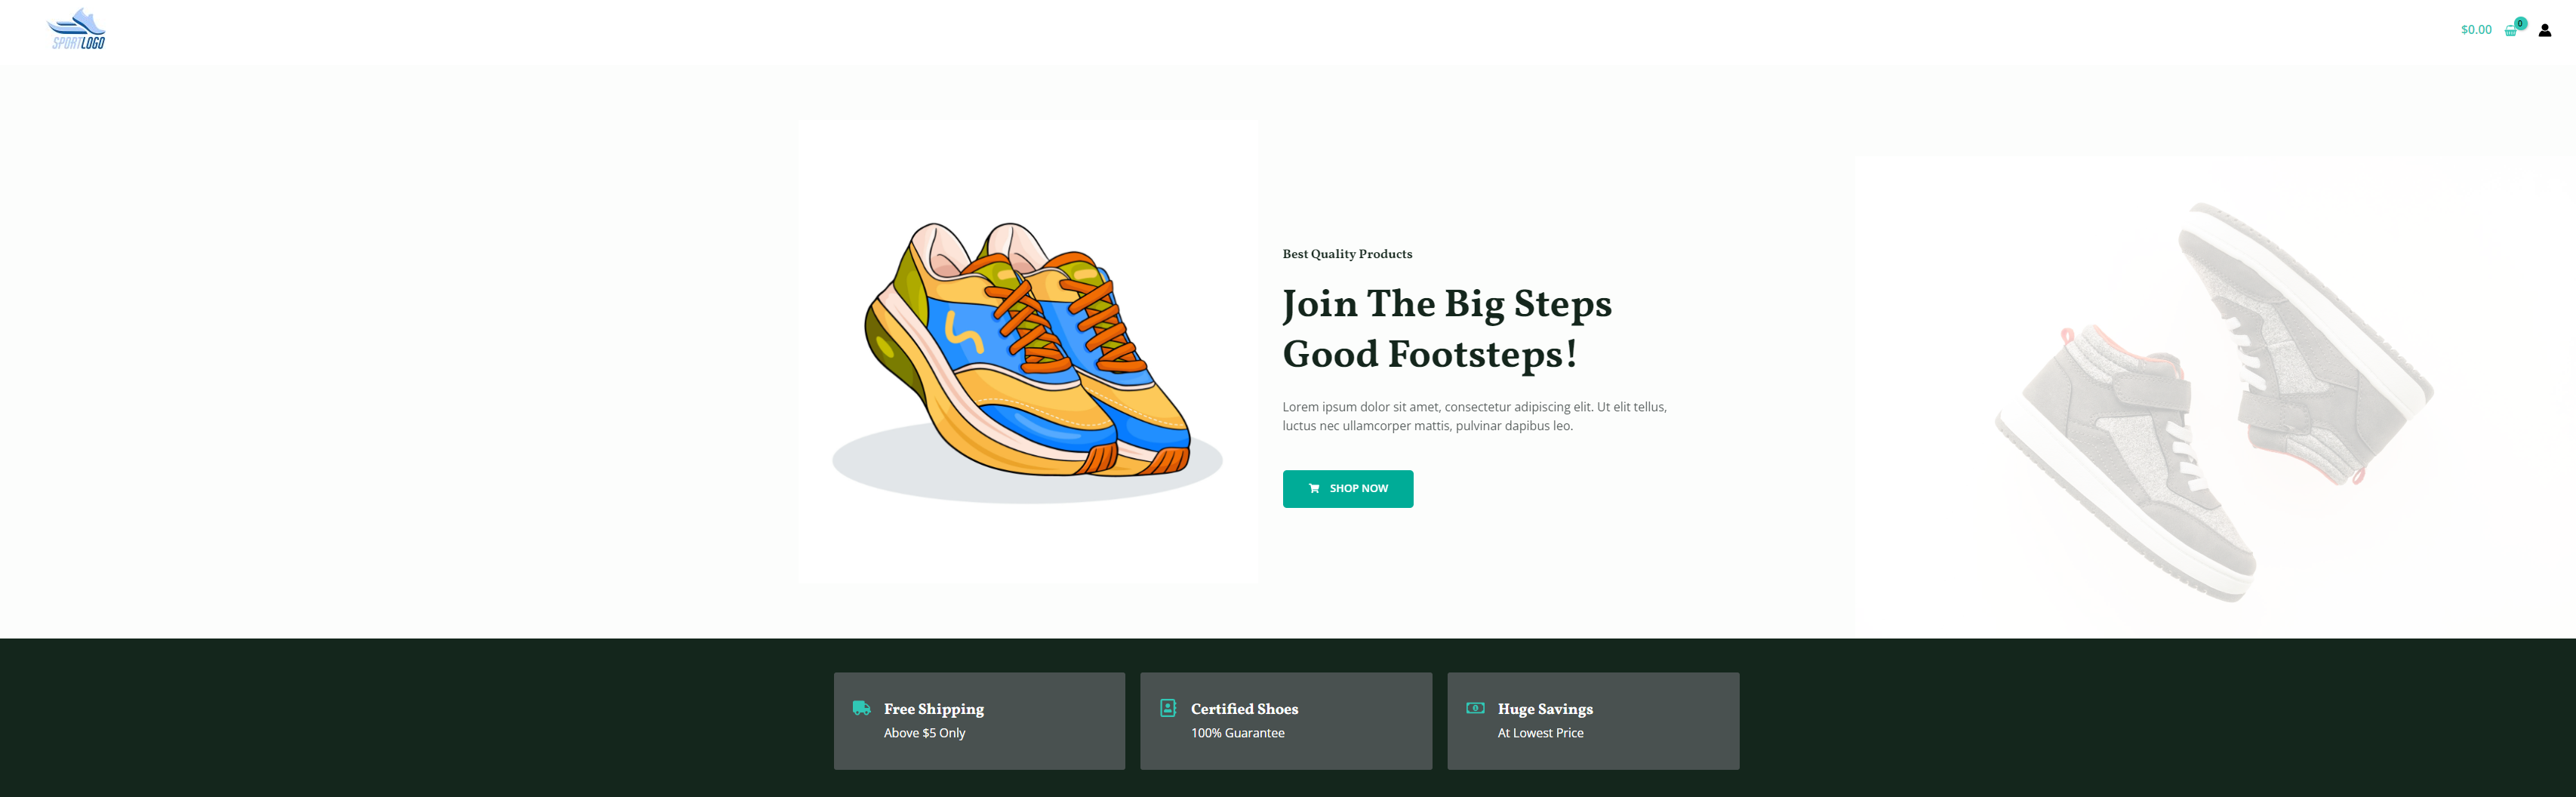 SPORTLOGO
$0.00
0
Best Quality Products
Join The Big Steps
Good Footsteps!
Lorem ipsum dolor sit amet, consectetur adipiscing elit. Ut elit tellus,
luctus nec ullamcorper mattis, pulvinar dapibus leo.
SHOP NOW
Free Shipping
Above $5 Only
Certified Shoes
100% Guarantee
Huge Savings
At Lowest Price